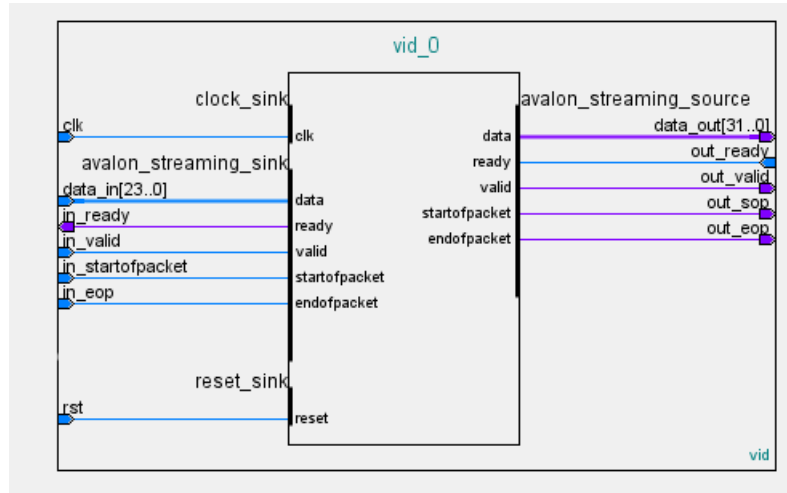 vid_0
clock_sink
clk
clk
avalon_streaming_sink
data_in[23..0]
data
in_ready
ready
in_valid
valid
in_startofpacket
startofpacket
in_eop
endofpacket
reset_sink
rst
reset
avalon_streaming_source
data
data_out[31..0]
ready
out_ready
valid
out_valid
startofpacket
out_sop
endofpacket
out_eop
vid